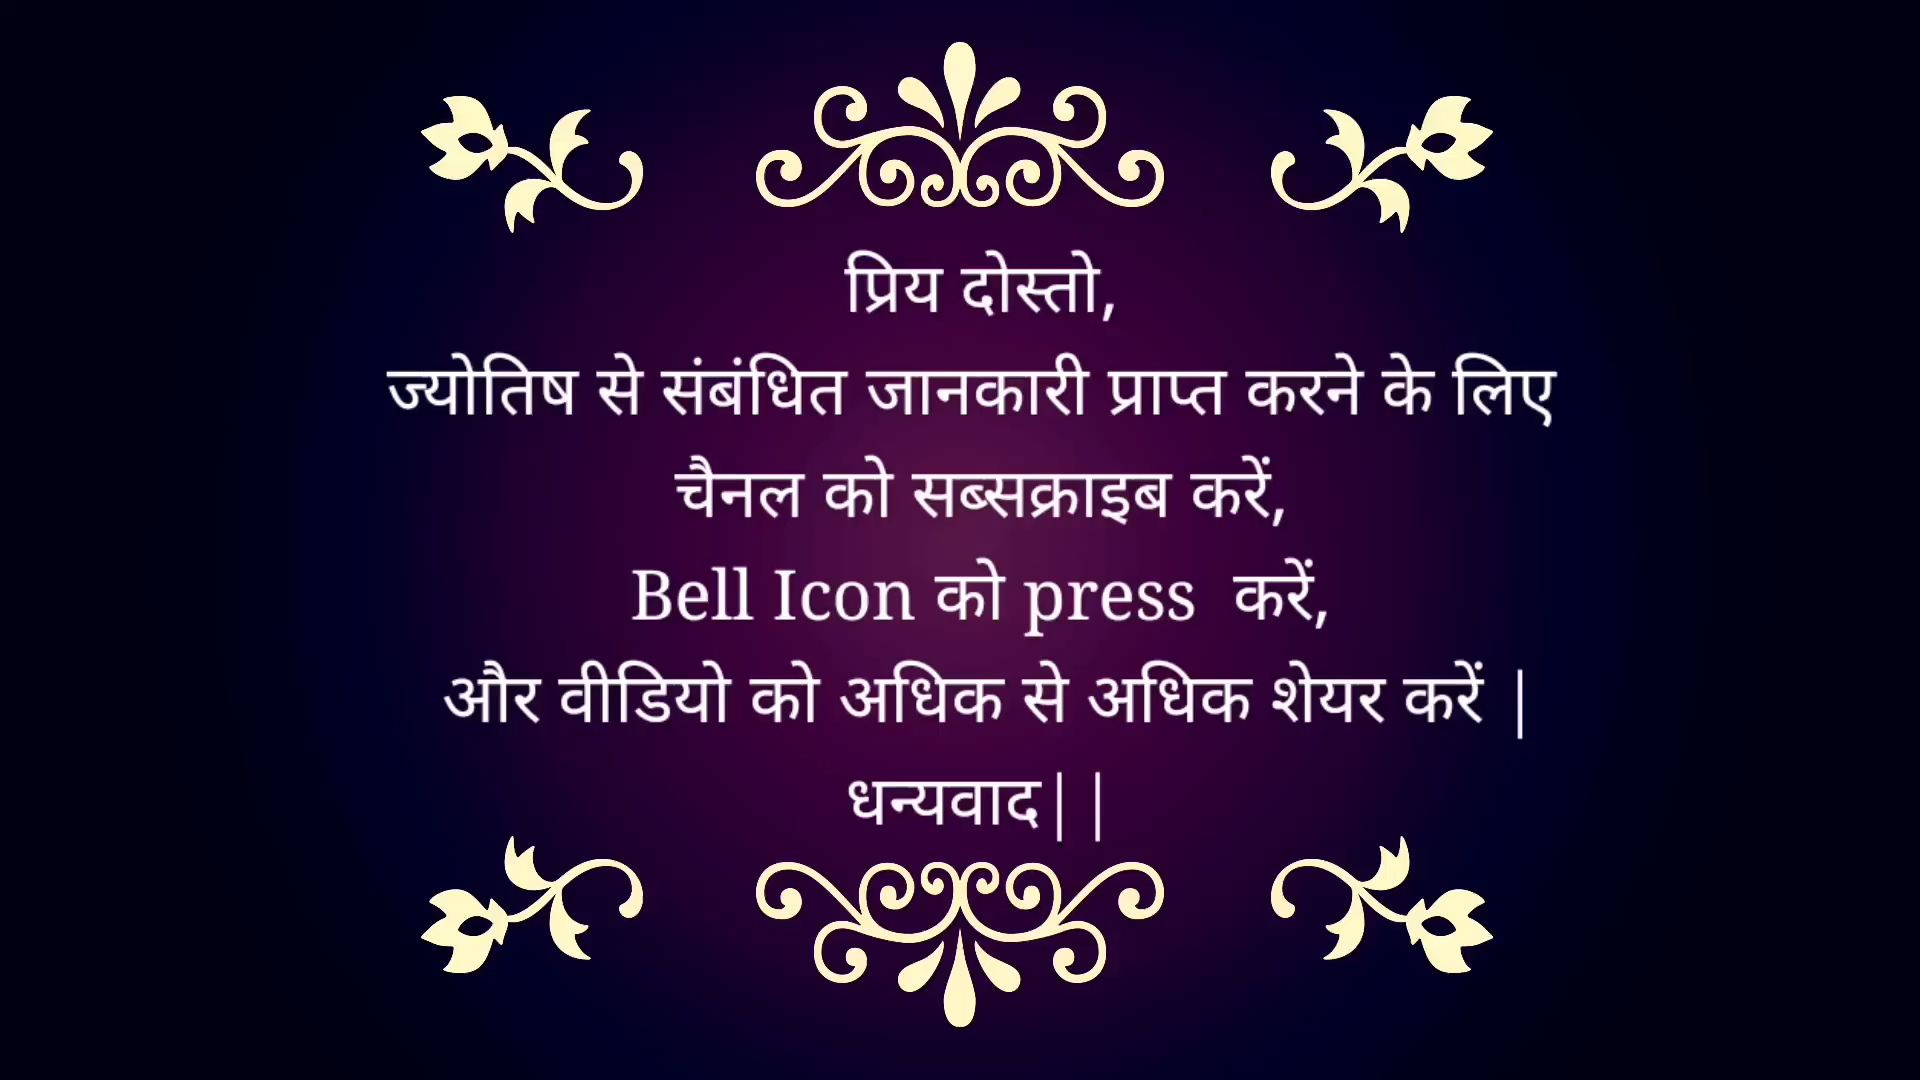 प्रिय दोस्तो,
ज्योतिष से संबंधित जानकारी प्राप्त करने के लिए
चैनल को सब्सक्राइब करें,
Bell Icon को press  करें,
और वीडियो को अधिक से अधिक शेयर करें |
धन्यवाद||